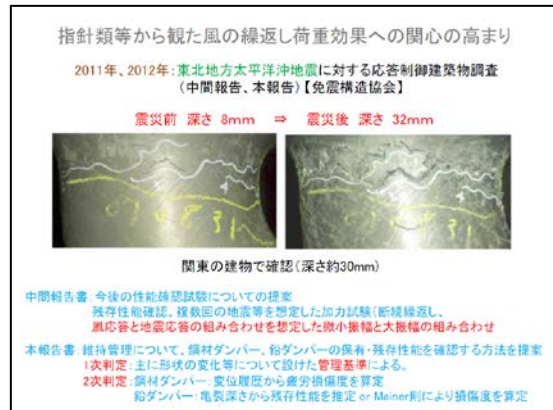 指針類等から観た風の繰返し荷重効果への関心の高まり
2011年、2012年:東北地方太平洋沖地震に対する応答制御建築物調査
(中間報告、本報告)【免震構造協会】
震災前 深さ 8mm ⇒ 震災後 深さ 32mm
関東の建物で確認(深さ約30mm)
中間報告書:今後の性能確認試験についての提案
残存性能確認、複数回の地震等を想定した加力試験(断続繰返し、
風応答と地震応答の組み合わせを想定した微小振幅と大振幅の組み合わせ
本報告書:維持管理について、鋼材ダンパー、鉛ダンパーの保有・残存性能を確認する方法を提案
1次判定:主に形状の変化等について設けた管理基準による。
2次判定:鋼材ダンパー:変位履歴から疲労損傷度を算定
鉛ダンパー:亀裂深さから残存性能を推定 or Mainer則により損傷度を算定